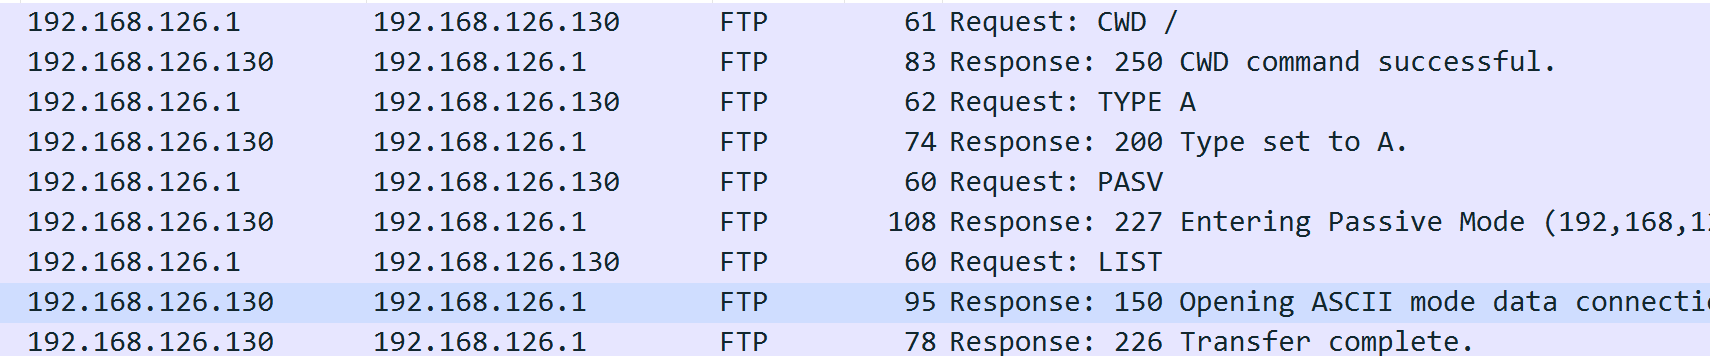 192.168.126.1 192.168.126.130 FTP 61 Request: CWD /
192.168.126.130 192.168.126.1 FTP 83 Response: 250 CWD command successful.
192.168.126.1 192.168.126.130 FTP 62 Request: TYPE A
192.168.126.130 192.168.126.1 FTP 74 Response: 200 Type set to A.
192.168.126.1 192.168.126.130 FTP 60 Request: PASV
192.168.126.130 192.168.126.1 FTP 108 Response: 227 Entering Passive Mode (192,168,1
192.168.126.1 192.168.126.130 FTP 60 Request: LIST
192.168.126.130 192.168.126.1 FTP 95 Response: 150 Opening ASCII mode data connecti
192.168.126.130 192.168.126.1 FTP 78 Response: 226 Transfer complete.